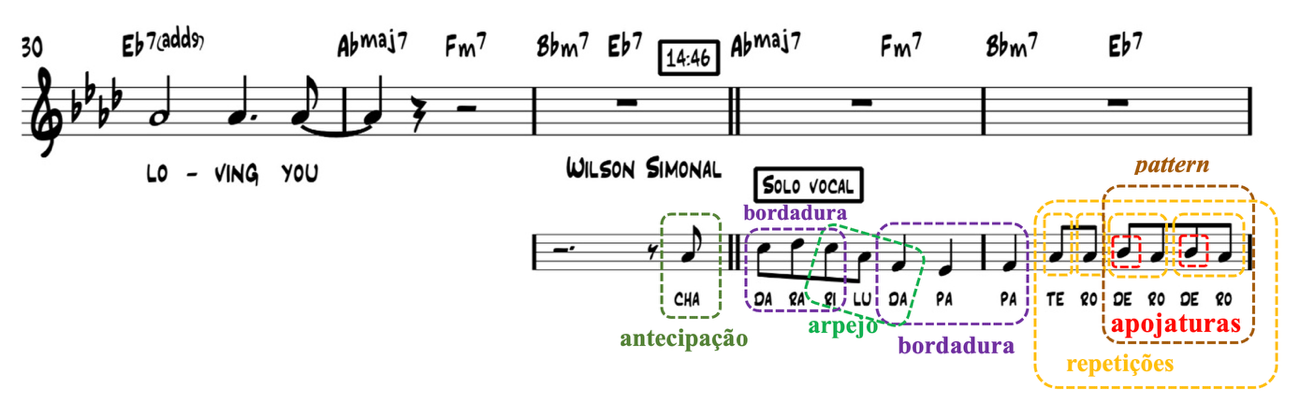 30 Eb7(add9) Abmaj7 Fm7 Bbm7 Eb7 14:46 Abmaj7 Fm7 Bbm7 Eb7
LO - VING YOU
WILSON SIMONAL
pattern
SOLO VOCAL
bordadura
CHA DA RA RI LU DA PA PA TE RO DE RO DE RO
antecipação arpejo bordadura apojaturas
repetições